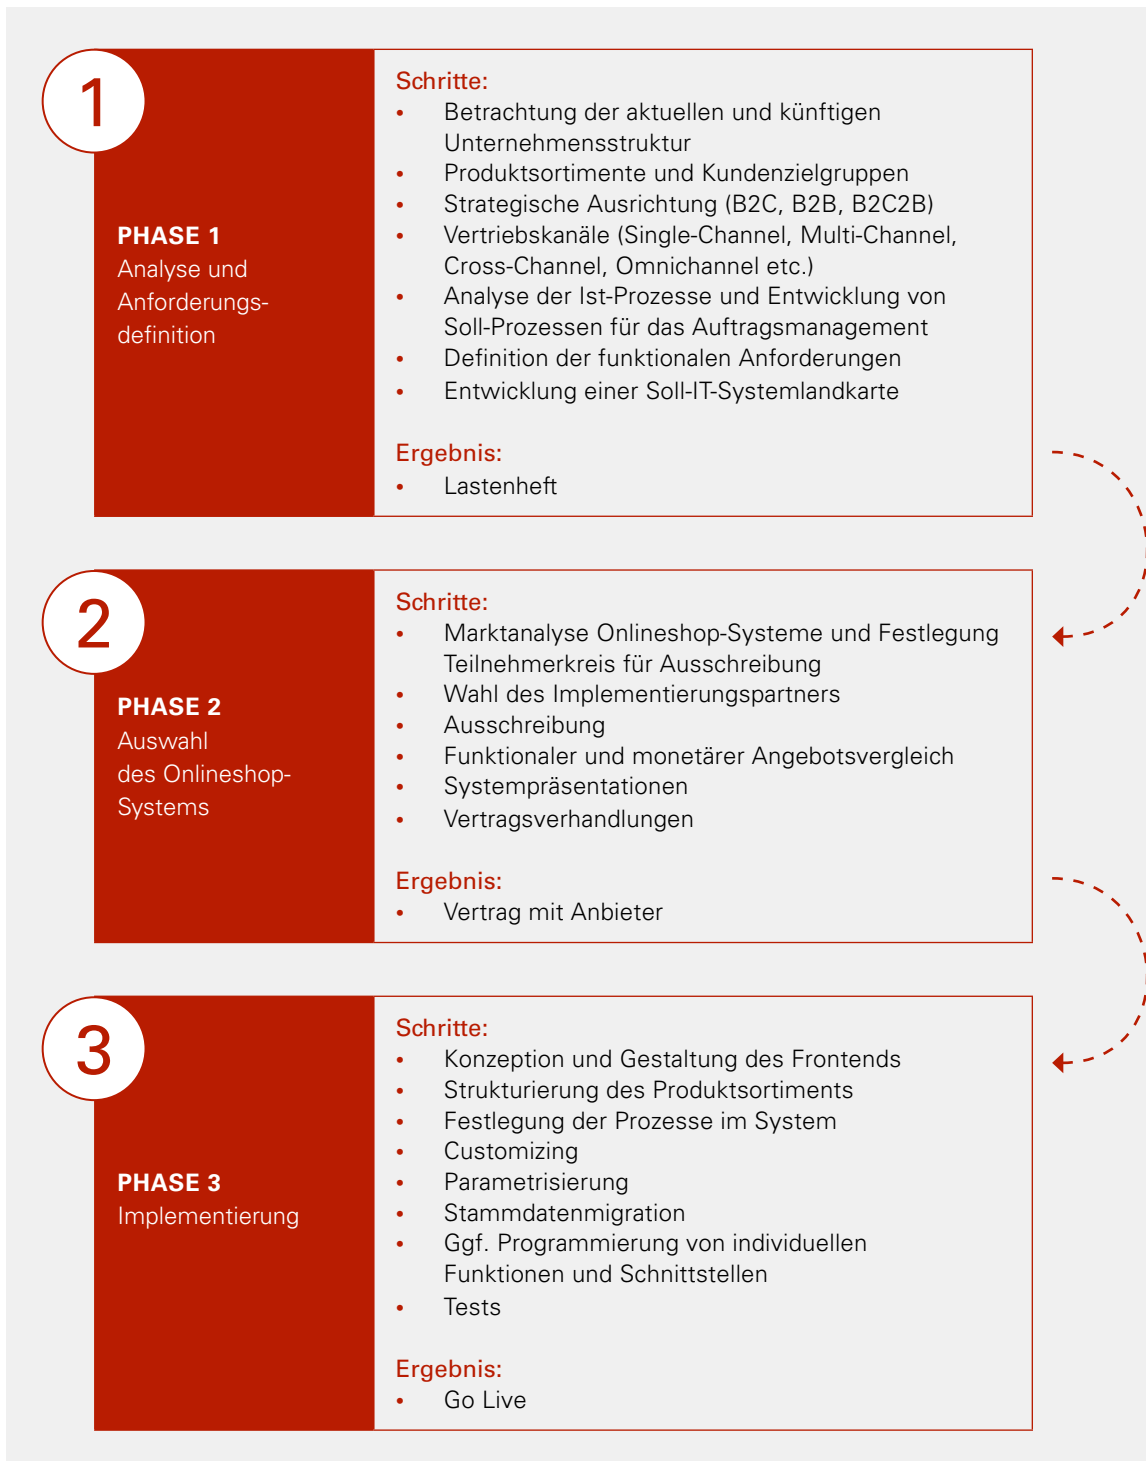 1
PHASE 1
Analyse und
Anforderungs-
definition
Schritte:
• Betrachtung der aktuellen und künftigen
Unternehmensstruktur
• Produktsortimente und Kundenzielgruppen
• Strategische Ausrichtung (B2C, B2B, B2C2B)
• Vertriebskanäle (Single-Channel, Multi-Channel,
Cross-Channel, Omnichannel etc.)
• Analyse der Ist-Prozesse und Entwicklung von
Soll-Prozessen für das Auftragsmanagement
• Definition der funktionalen Anforderungen
• Entwicklung einer Soll-IT-Systemlandkarte
Ergebnis:
• Lastenheft
2
PHASE 2
Auswahl
des Onlineshop-
Systems
Schritte:
• Marktanalyse Onlineshop-Systeme und Festlegung
Teilnehmerkreis für Ausschreibung
• Wahl des Implementierungspartners
• Ausschreibung
• Funktionaler und monetärer Angebotsvergleich
• Systempräsentationen
• Vertragsverhandlungen
Ergebnis:
• Vertrag mit Anbieter
3
PHASE 3
Implementierung
Schritte:
• Konzeption und Gestaltung des Frontends
• Strukturierung des Produktsortiments
• Festlegung der Prozesse im System
• Customizing
• Parametrisierung
• Stammdatenmigration
• Ggf. Programmierung von individuellen
Funktionen und Schnittstellen
• Tests
Ergebnis:
• Go Live